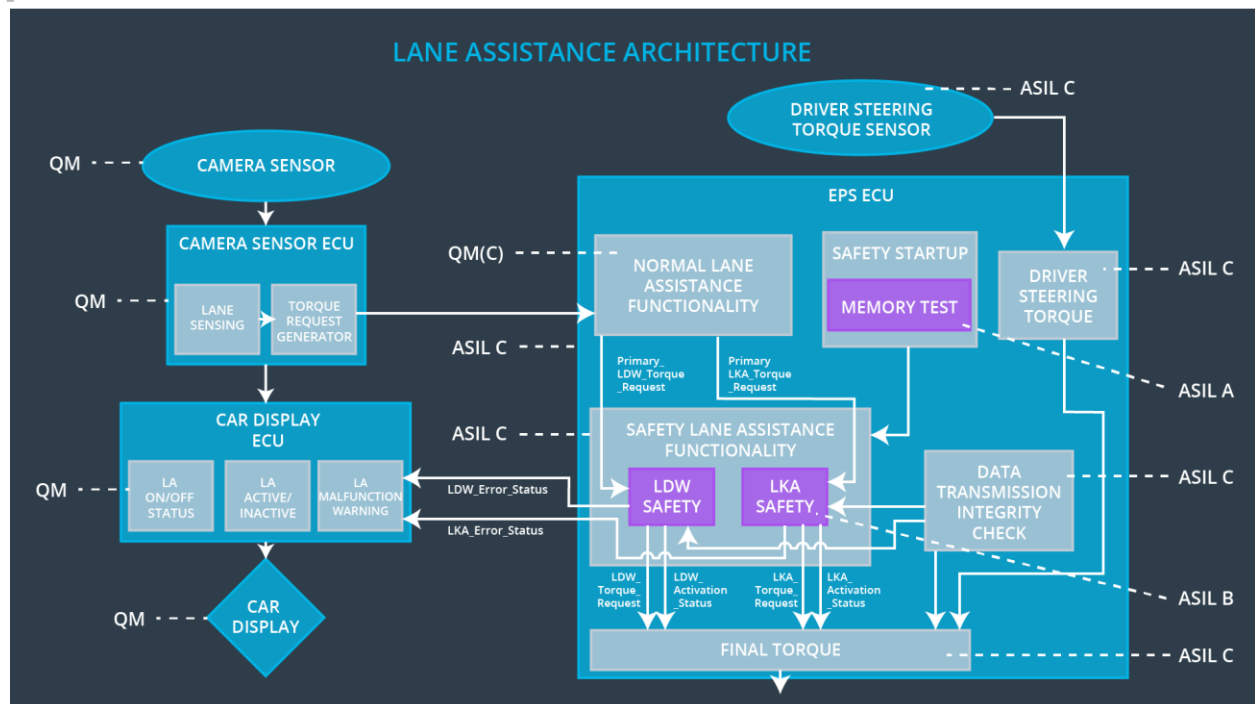 LANE ASSISTANCE ARCHITECTURE
ASIL C
DRIVER STEERING
TORQUE SENSOR
QM
CAMERA SENSOR
EPS ECU
CAMERA SENSOR ECU
QM
LANE
SENSING
TORQUE
REQUEST
GENERATOR
QM(C)
NORMAL LANE
ASSISTANCE
FUNCTIONALITY
SAFETY STARTUP
MEMORY TEST
DRIVER
STEERING
TORQUE
ASIL C
ASIL C
Primary_
LDW_Torque
_Request
Primary
LKA_Torque
_Request
ASIL A
CAR DISPLAY
ECU
QM
LA
ON/OFF
STATUS
LA
ACTIVE/
INACTIVE
LA
MALFUNCTION
WARNING
ASIL C
SAFETY LANE ASSISTANCE
FUNCTIONALITY
LDW
SAFETY
LKA
SAFETY
DATA
TRANSMISSION
INTEGRITY
CHECK
ASIL C
LDW_Error_Status
LKA_Error_Status
LDW_
Torque_
Request
LDW_
Activation
_Status
LKA_
Torque_
Request
LKA_
Activation
_Status
ASIL B
QM
CAR
DISPLAY
FINAL TORQUE
ASIL C